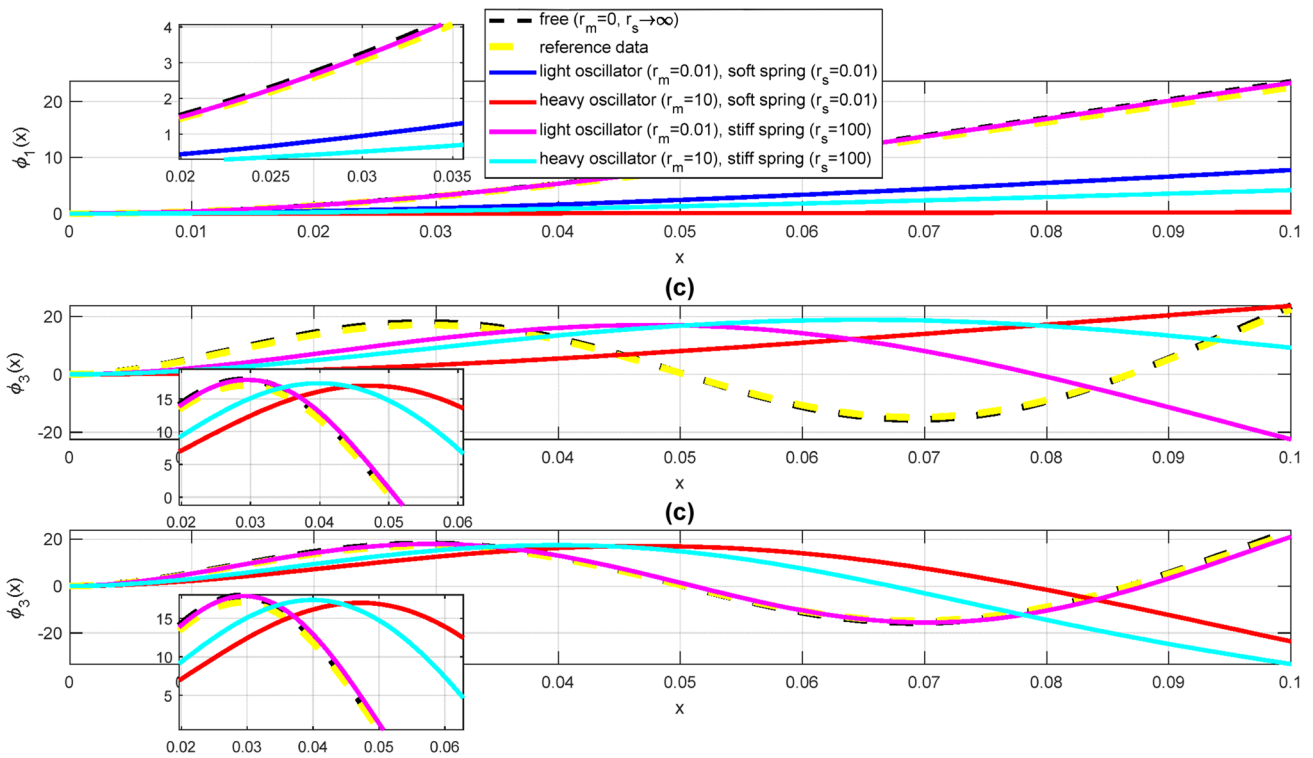 free (r_m=0, r_s→∞)
reference data
light oscillator (r_m=0.01), soft spring (r_s=0.01)
heavy oscillator (r_m=10), soft spring (r_s=0.01)
light oscillator (r_m=0.01), stiff spring (r_s=100)
heavy oscillator (r_m=10), stiff spring (r_s=100)
4
3
2
1
0.02 0.025 0.03 0.035
ϕ_1(x)
20
10
0
0 0.01 0.02 0.03 0.04 0.05 0.06 0.07 0.08 0.09 0.1
x
(c)
ϕ_3(x)
20
0
-20
0 0.04 0.05 0.06 0.07 0.08 0.09 0.1
x
15
10
5
0
0.02 0.03 0.04 0.05 0.06
(c)
ϕ_3(x)
20
0
-20
0 0.04 0.05 0.06 0.07 0.08 0.09 0.1
x
15
10
5
0.02 0.03 0.04 0.05 0.06